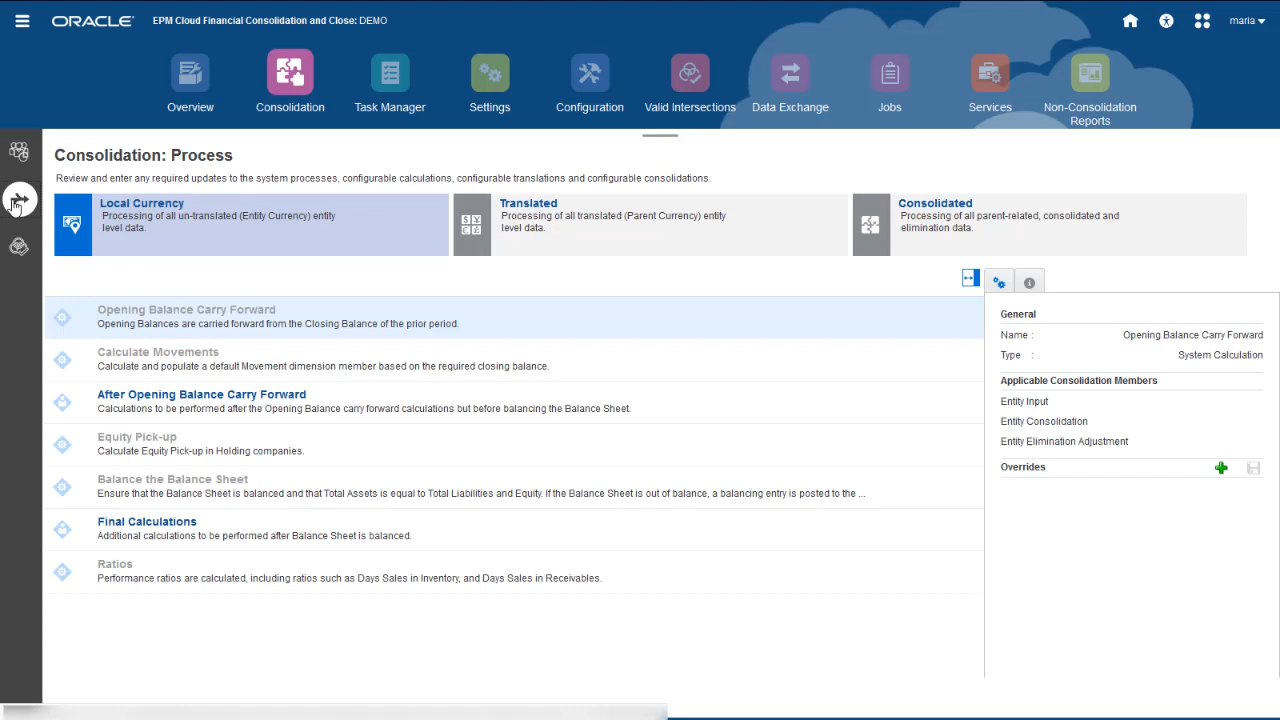 ORACLE EPM Cloud Financial Consolidation and Close: DEMO
maria
Overview
Consolidation
Task Manager
Settings
Configuration
Valid Intersections
Data Exchange
Jobs
Services
Non-Consolidation
Reports
Consolidation: Process
Review and enter any required updates to the system processes, configurable calculations, configurable translations and configurable consolidations.
Local Currency
Processing of all un-translated (Entity Currency) entity
level data.
Translated
Processing of all translated (Parent Currency) entity
level data.
Consolidated
Processing of all parent-related, consolidated and
elimination data.
Opening Balance Carry Forward
Opening Balances are carried forward from the Closing Balance of the prior period.
Calculate Movements
Calculate and populate a default Movement dimension member based on the required closing balance.
After Opening Balance Carry Forward
Calculations to be performed after the Opening Balance carry forward calculations but before balancing the Balance Sheet.
Equity Pick-up
Calculate Equity Pick-up in Holding companies.
Balance the Balance Sheet
Ensure that the Balance Sheet is balanced and that Total Assets is equal to Total Liabilities and Equity. If the Balance Sheet is out of balance, a balancing entry is posted to the ...
Final Calculations
Additional calculations to be performed after Balance Sheet is balanced.
Ratios
Performance ratios are calculated, including ratios such as Days Sales in Inventory, and Days Sales in Receivables.
General
Name : Opening Balance Carry Forward
Type : System Calculation
Applicable Consolidation Members
Entity Input
Entity Consolidation
Entity Elimination Adjustment
Overrides